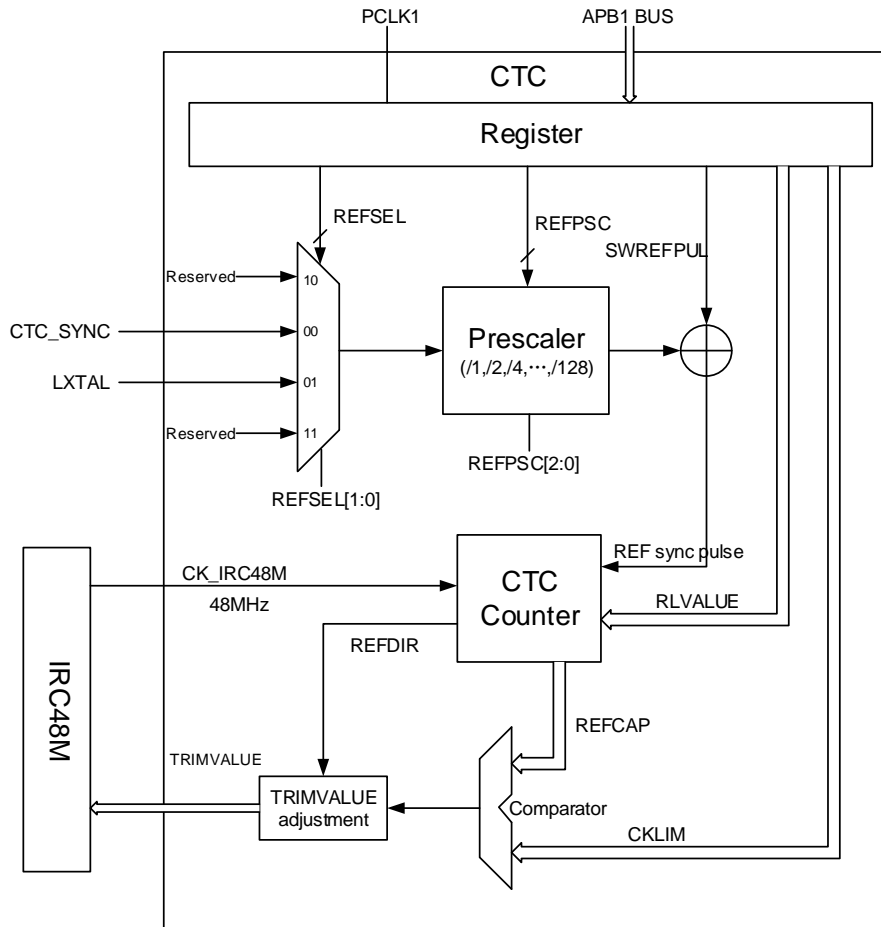 PCLK1
APB1 BUS
CTC
Register
REFSEL
REFPSC
SWREFPUL
Reserved
10
CTC_SYNC
00
Prescaler
(/1,/2,/4,⋯,/128)
LXTAL
01
Reserved
11
REFPSC[2:0]
REFSEL[1:0]
REF sync pulse
CK_IRC48M
48MHz
CTC
Counter
RLVALUE
REFDIR
IRC48M
REFCAP
TRIMVALUE
TRIMVALUE
adjustment
Comparator
CKLIM